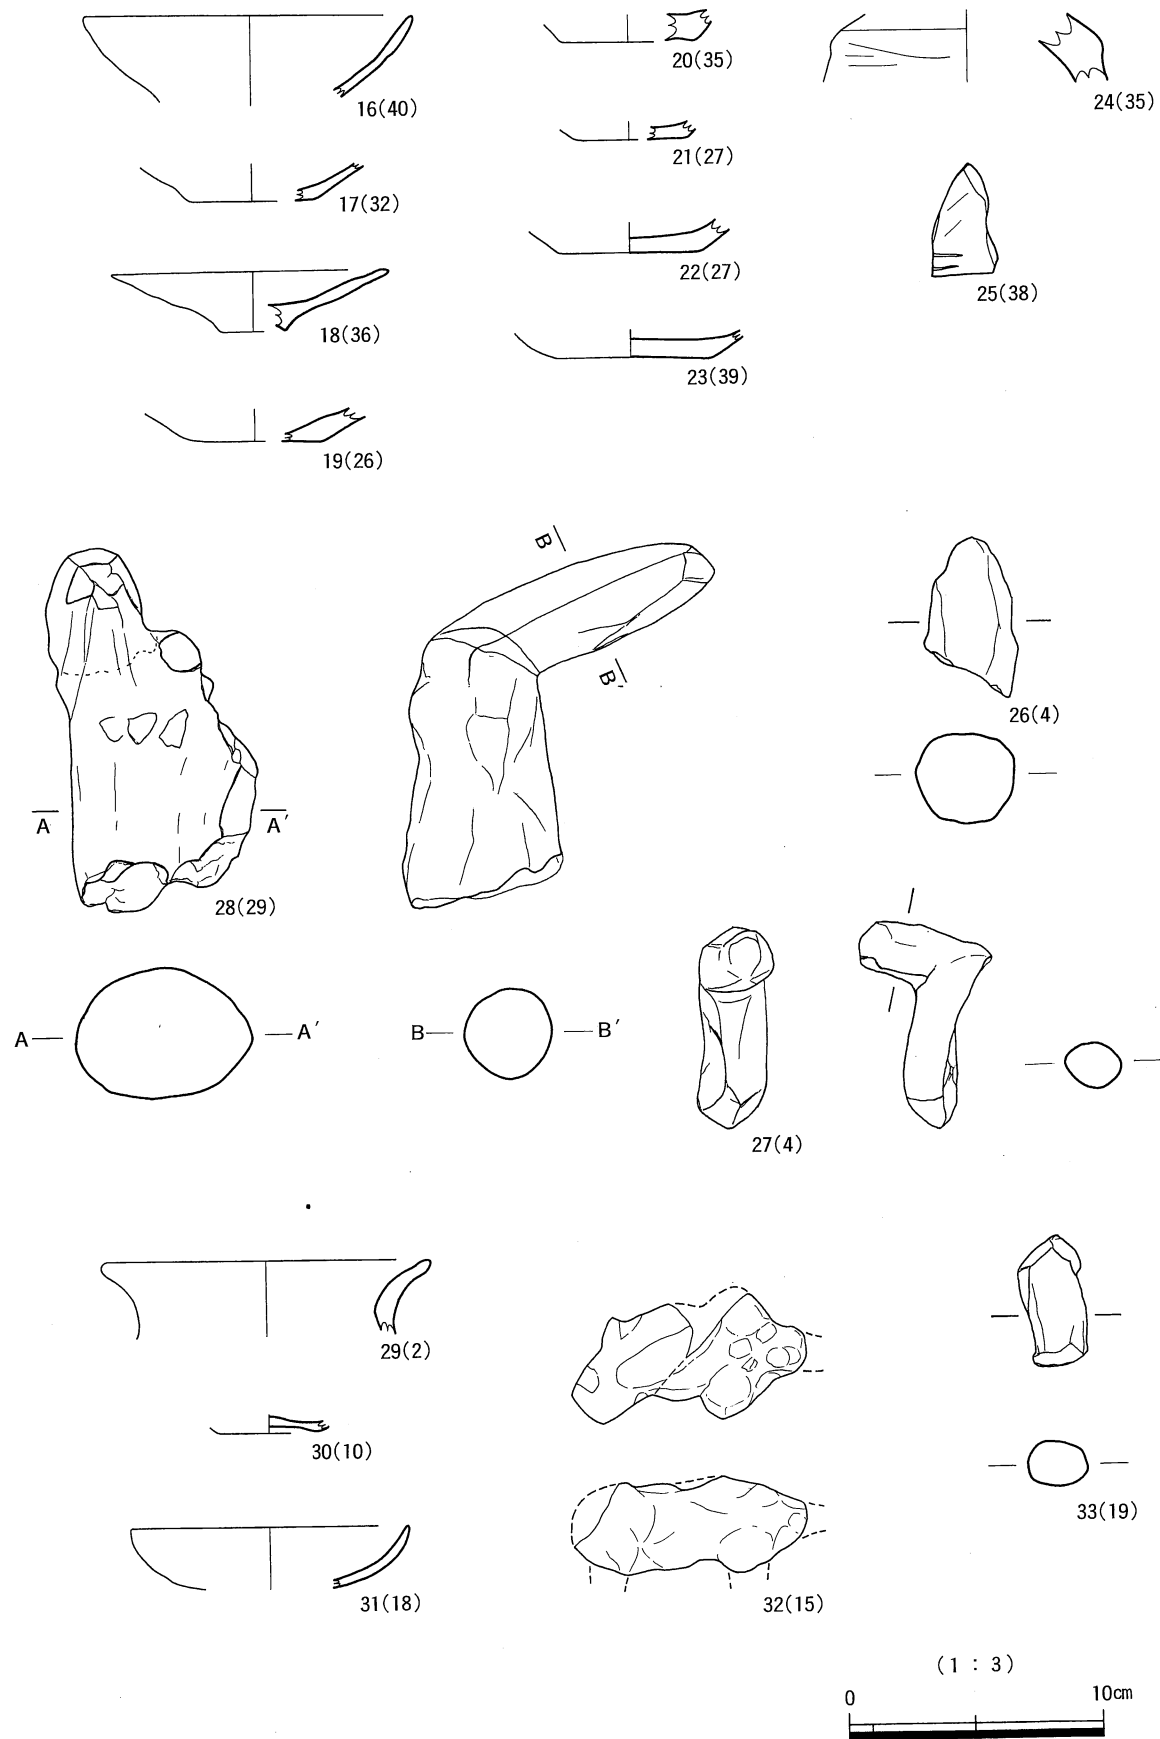 16(40)
20(35)
24(35)
17(32)
21(27)
18(36)
22(27)
25(38)
19(26)
23(39)
B
B'
26(4)
A
A'
28(29)
A
A'
B
B'
27(4)
29(2)
30(10)
31(18)
32(15)
33(19)
(1 : 3)
0
10cm